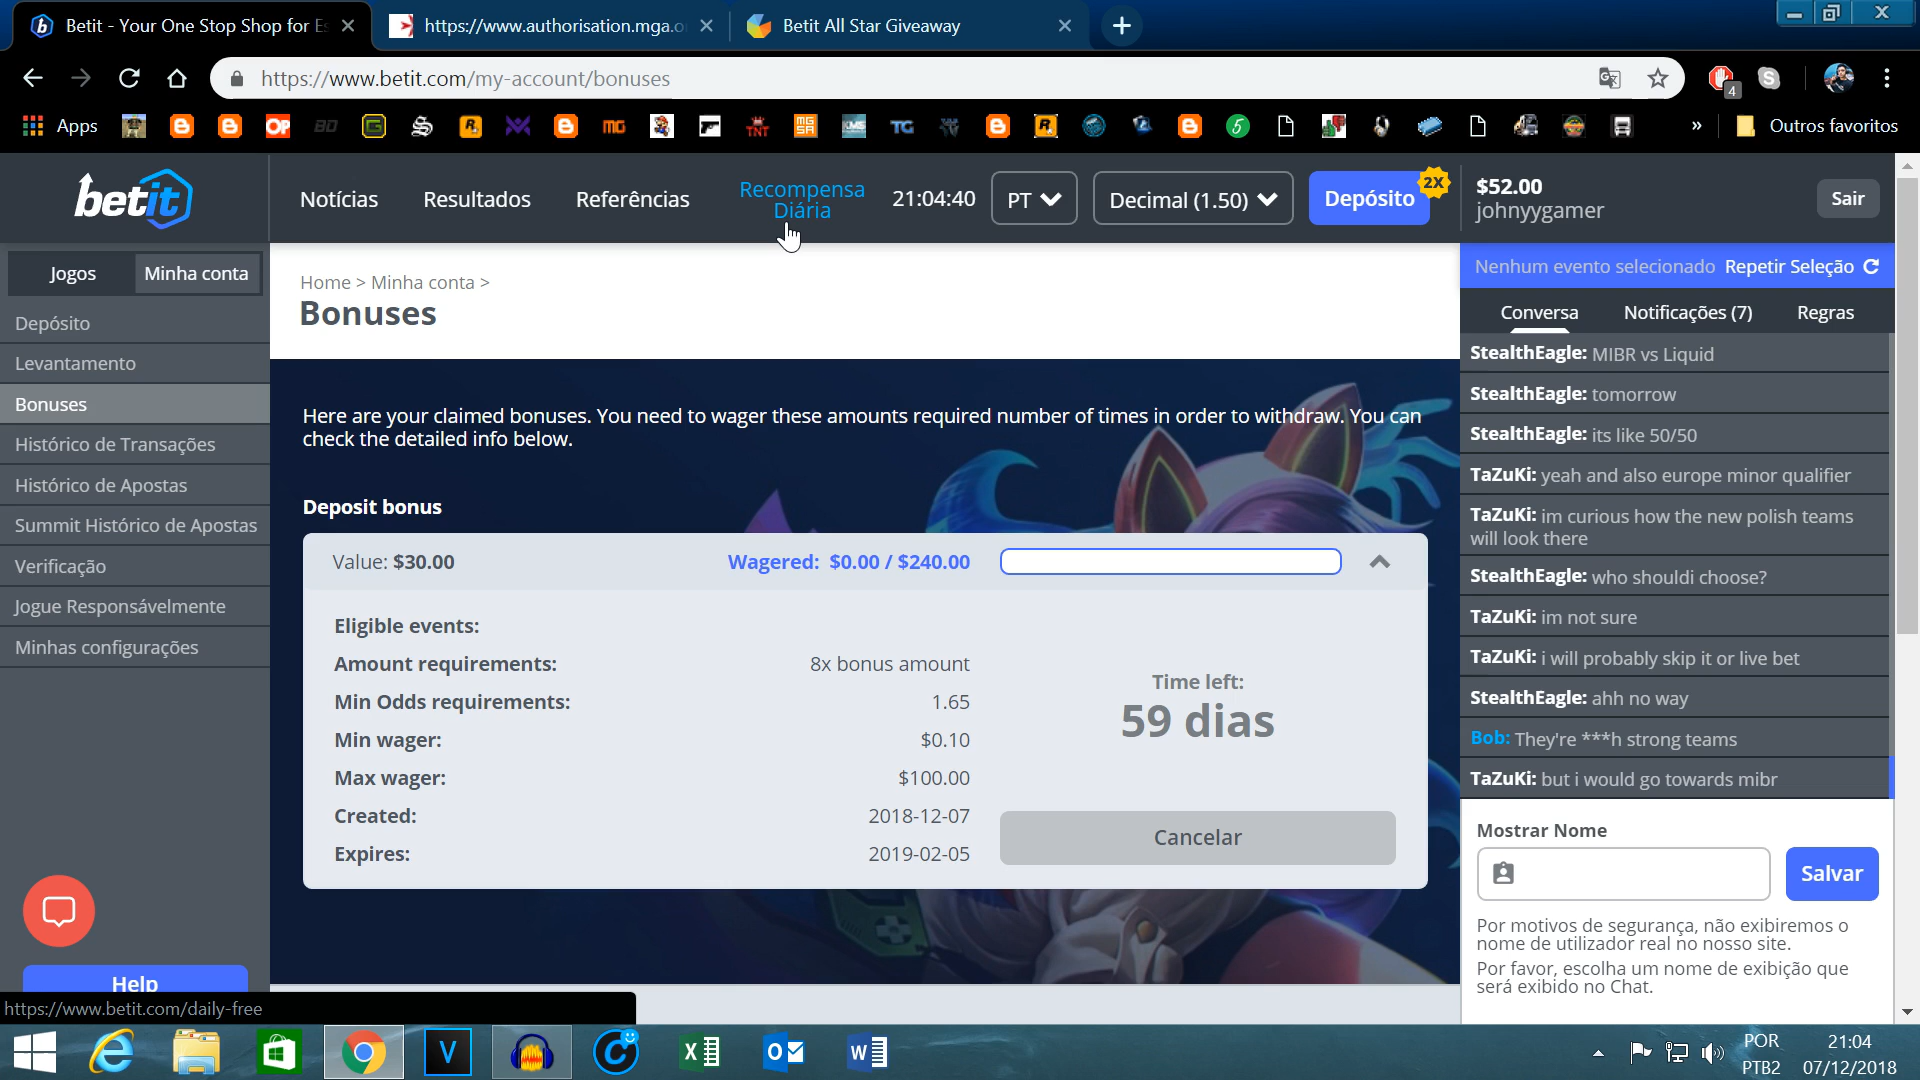 Betit - Your One Stop Shop for Es
https://www.authorisation.mga.o
Betit All Star Giveaway
https://www.betit.com/my-account/bonuses
4
Apps
OP
BD
MG
TNT
MG
SA
KMS
TG
5
»
Outros favoritos
betit
Notícias
Resultados
Referências
Recompensa
Diária
21:04:40
PT
Decimal (1.50)
Depósito
2X
$52.00
johnyygamer
Sair
Jogos
Minha conta
Depósito
Levantamento
Bonuses
Histórico de Transações
Histórico de Apostas
Summit Histórico de Apostas
Verificação
Jogue Responsávelmente
Minhas configurações
Help
Home > Minha conta >
Bonuses
Here are your claimed bonuses. You need to wager these amounts required number of times in order to withdraw. You can
check the detailed info below.
Deposit bonus
Value: $30.00
Wagered: $0.00 / $240.00
Eligible events:
Amount requirements: 8x bonus amount
Min Odds requirements: 1.65
Min wager: $0.10
Max wager: $100.00
Created: 2018-12-07
Expires: 2019-02-05
Time left:
59 dias
Cancelar
Nenhum evento selecionado Repetir Seleção
Conversa
Notificações (7)
Regras
StealthEagle: MIBR vs Liquid
StealthEagle: tomorrow
StealthEagle: its like 50/50
TaZuKi: yeah and also europe minor qualifier
TaZuKi: im curious how the new polish teams
will look there
StealthEagle: who shouldi choose?
TaZuKi: im not sure
TaZuKi: i will probably skip it or live bet
StealthEagle: ahh no way
Bob: They're ***h strong teams
TaZuKi: but i would go towards mibr
Mostrar Nome
Salvar
Por motivos de segurança, não exibiremos o
nome de utilizador real no nosso site.
Por favor, escolha um nome de exibição que
será exibido no Chat.
https://www.betit.com/daily-free
POR
PTB2
21:04
07/12/2018